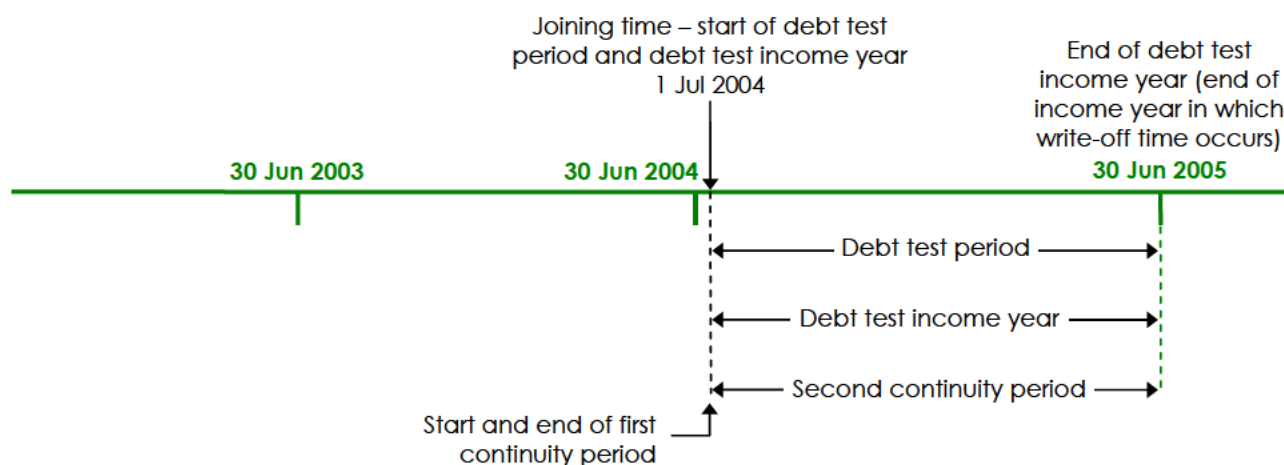 Joining time – start of debt test
period and debt test income year
1 Jul 2004
End of debt test
income year (end of
income year in which
write-off time occurs)
30 Jun 2003
30 Jun 2004
30 Jun 2005
Debt test period
Debt test income year
Second continuity period
Start and end of first
continuity period